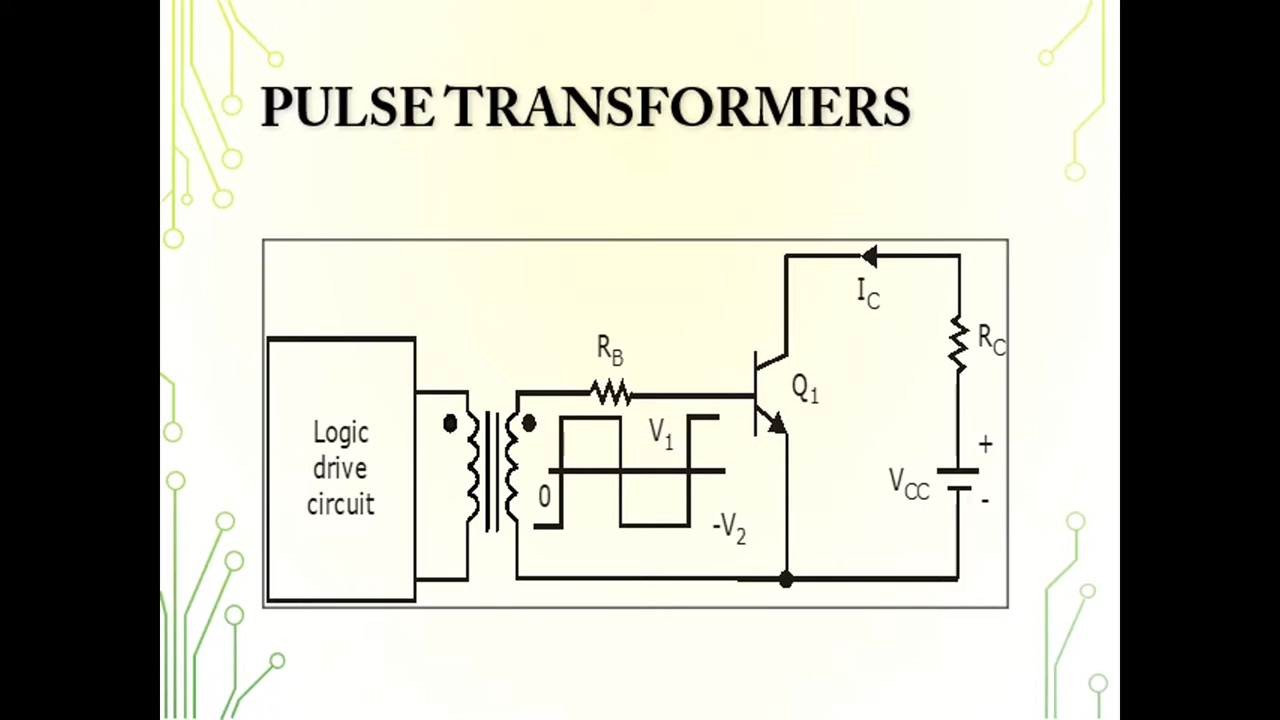 PULSE TRANSFORMERS
I_C
R_B
R_C
Q_1
V_1
Logic
drive
circuit
+
V_CC
-
0
-V_2